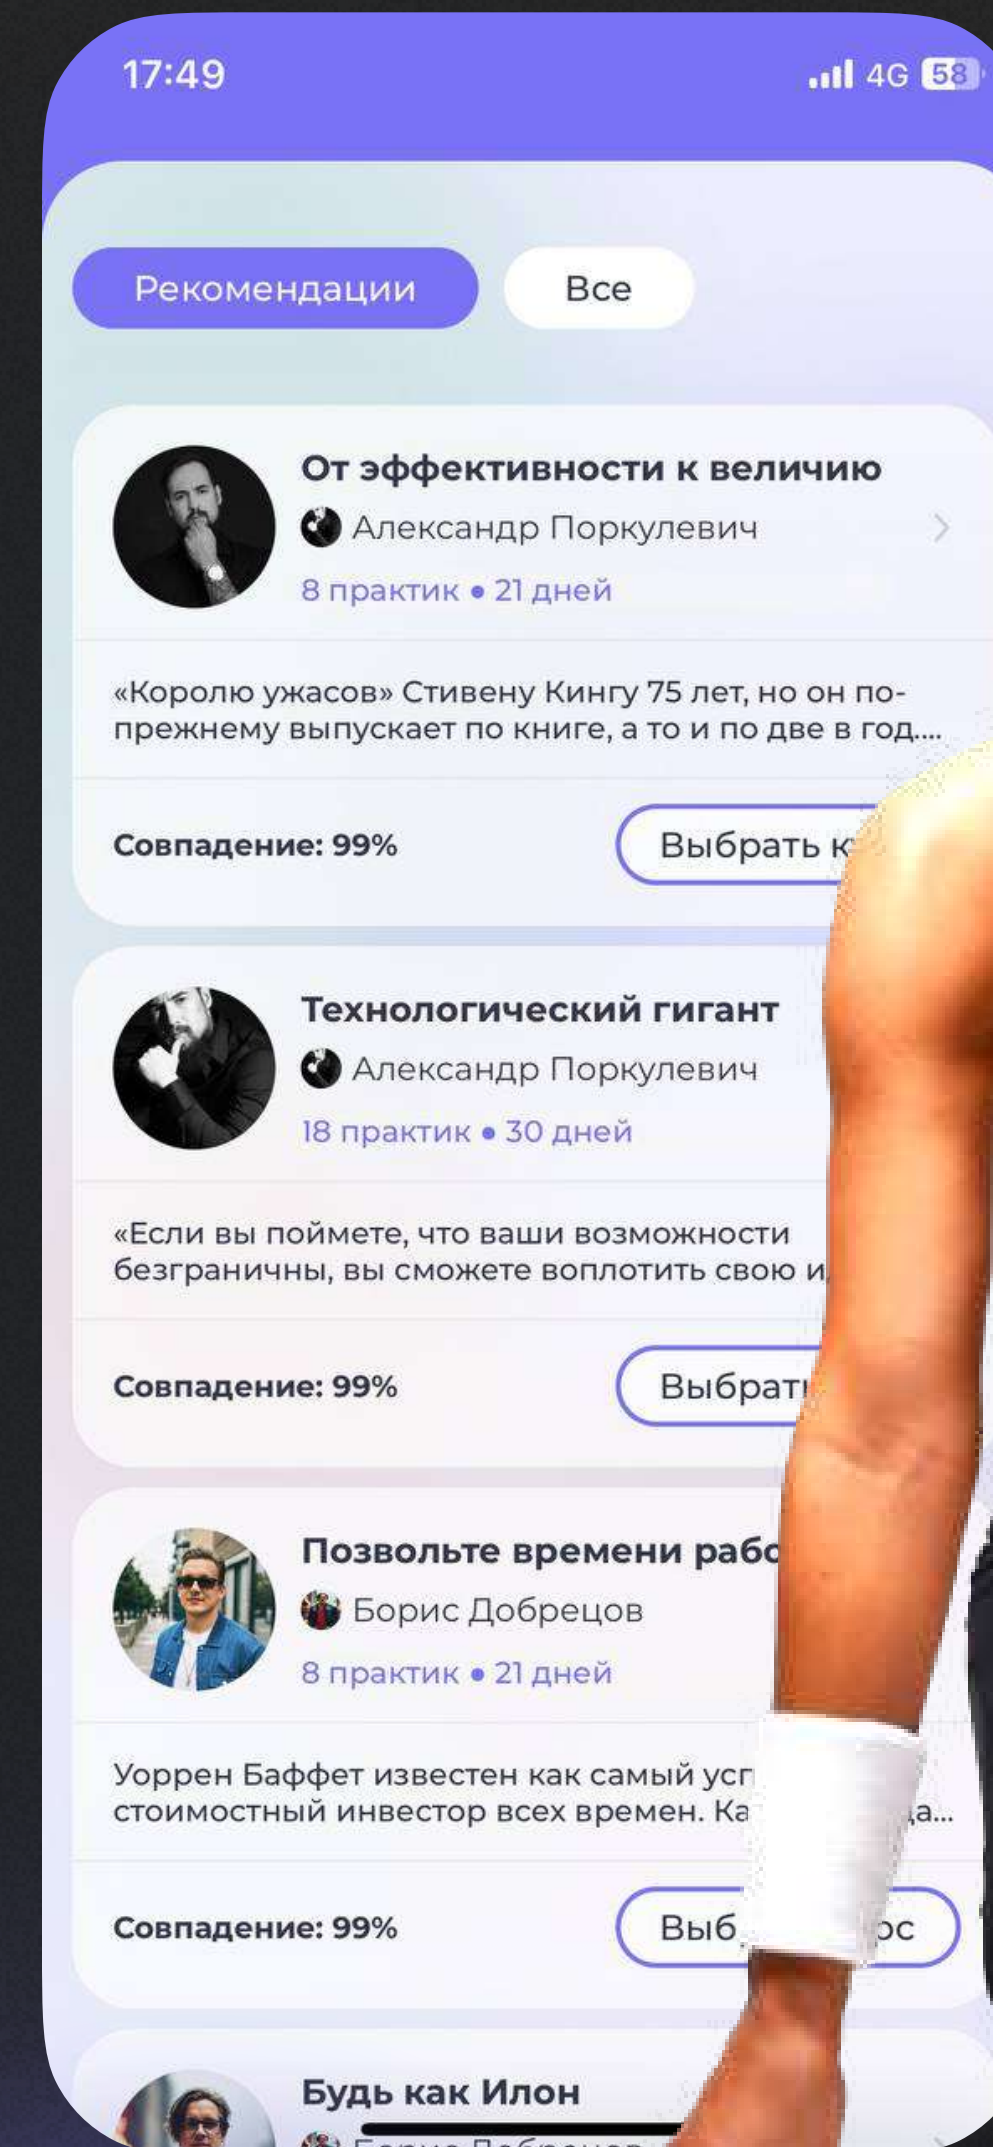 17:49
4G 58
Рекомендации
Все
От эффективности к величию
Александр Поркулевич
8 практик • 21 дней
«Королю ужасов» Стивену Кингу 75 лет, но он по-
прежнему выпускает по книге, а то и по две в год....
Совпадение: 99%
Выбрать
Технологический гигант
Александр Поркулевич
18 практик • 30 дней
«Если вы поймете, что ваши возможности
безграничны, вы сможете воплотить свою
Совпадение: 99%
Позвольте времени
Борис Добрецов
8 практик • 21 дней
Уоррен Баффет известен как самый
стоимостный инвестор всех времен.
Совпадение: 99%
Будь как Илон